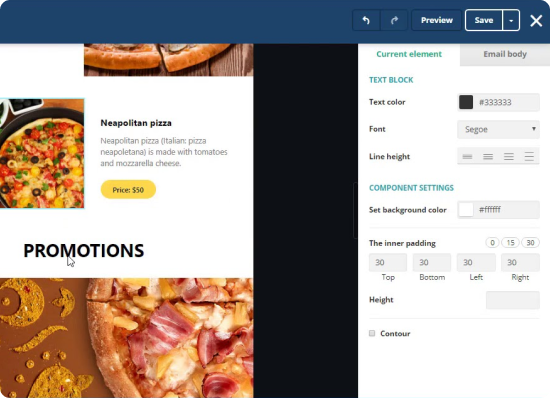 Preview
Save
Current element
Email body
TEXT BLOCK
Text color
#333333
Font
Segoe
Line height
COMPONENT SETTINGS
Set background color
#ffffff
The inner padding
0
15
30
30
30
30
30
Top
Bottom
Left
Right
Height
Contour
Neapolitan pizza
Neapolitan pizza (Italian: pizza
neapoletana) is made with tomatoes
and mozzarella cheese.
Price: $50
PROMOTIONS